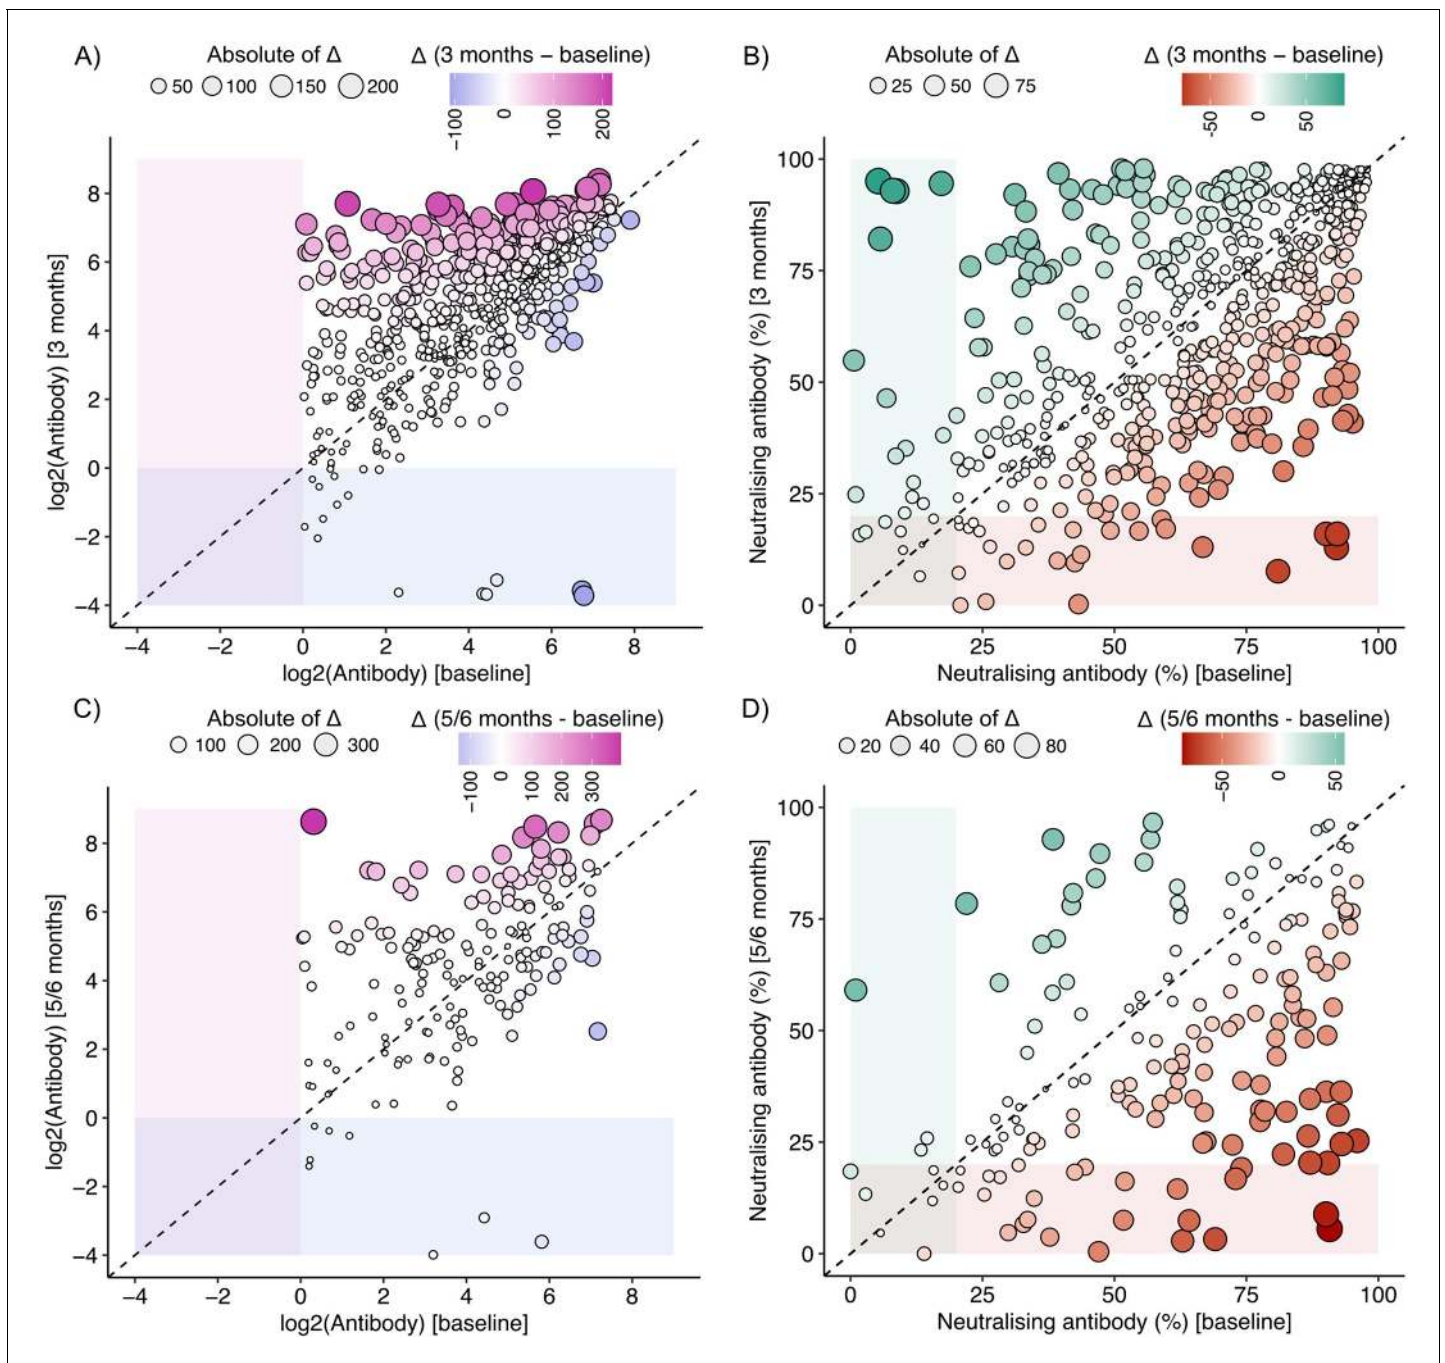 A)
Absolute of Δ
50 100 150 200
Δ (3 months – baseline)
−100 0 100 200
log2(Antibody) [3 months]
8
6
4
2
0
−2
−4
−4 −2 0 2 4 6 8
log2(Antibody) [baseline]
B)
Absolute of Δ
25 50 75
Δ (3 months – baseline)
-50 0 50
Neutralising antibody (%) [3 months]
100
75
50
25
0
0 25 50 75 100
Neutralising antibody (%) [baseline]
C)
Absolute of Δ
100 200 300
Δ (5/6 months - baseline)
−100 0 100 200 300
log2(Antibody) [5/6 months]
8
6
4
2
0
−2
−4
−4 −2 0 2 4 6 8
log2(Antibody) [baseline]
D)
Absolute of Δ
20 40 60 80
Δ (5/6 months - baseline)
−50 0 50
Neutralising antibody (%) [5/6 months]
100
75
50
25
0
0 25 50 75 100
Neutralising antibody (%) [baseline]